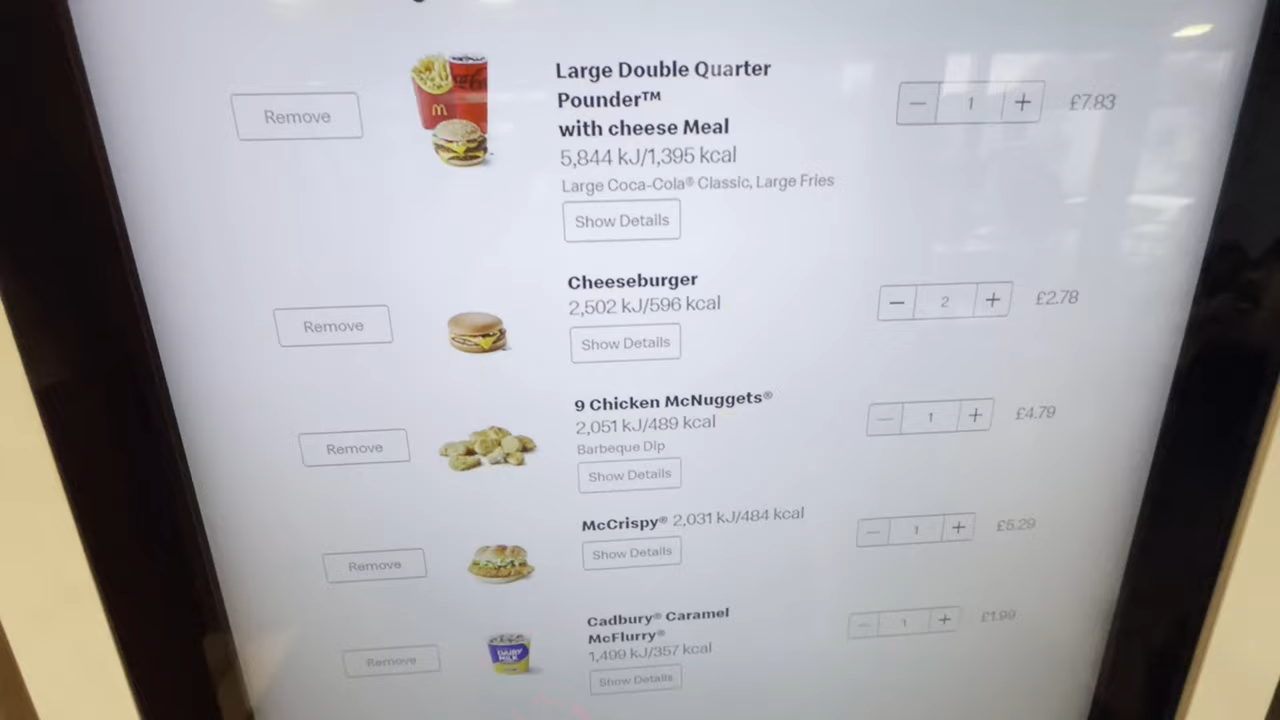 Remove
Large Double Quarter
Pounder™
with cheese Meal
5,844 kJ/1,395 kcal
Large Coca-Cola® Classic, Large Fries
Show Details
− 1 + £7.83
Remove
Cheeseburger
2,502 kJ/596 kcal
Show Details
− 2 + £2.78
Remove
9 Chicken McNuggets®
2,051 kJ/489 kcal
Barbeque Dip
Show Details
− 1 + £4.79
Remove
McCrispy® 2,031 kJ/484 kcal
Show Details
− 1 + £5.29
Remove
DAIRY
MILK
Cadbury® Caramel
McFlurry®
1,499 kJ/357 kcal
Show Details
− 1 + £1.99